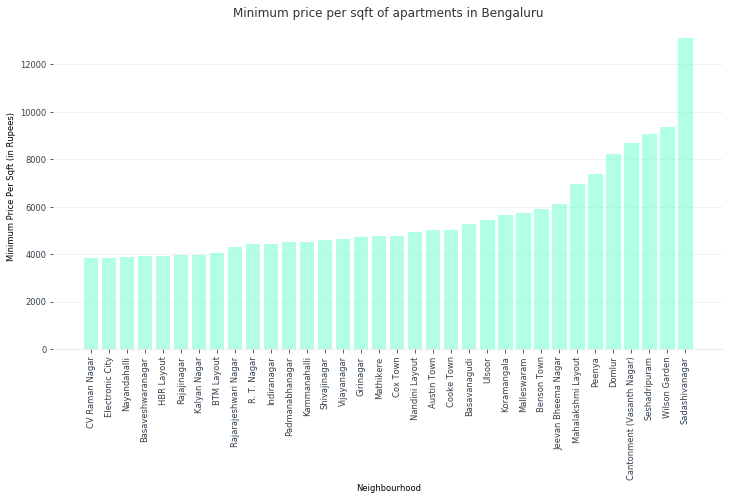 Minimum price per sqft of apartments in Bengaluru
Minimum Price Per Sqft (in Rupees)
12000
10000
8000
6000
4000
2000
0
CV Raman Nagar
Electronic City
Nayandahalli
Basaveshwaranagar
HBR Layout
Rajajinagar
Kalyan Nagar
BTM Layout
Rajarajeshwari Nagar
R. T. Nagar
Indiranagar
Padmanabhanagar
Kammanahalli
Shivajinagar
Vijayanagar
Girinagar
Mathikere
Cox Town
Nandini Layout
Austin Town
Cooke Town
Basavanagudi
Ulsoor
Koramangala
Malleswaram
Benson Town
Jeevan Bheema Nagar
Mahalakshmi Layout
Peenya
Domlur
Cantonment (Vasanth Nagar)
Seshadripuram
Wilson Garden
Sadashivanagar
Neighbourhood